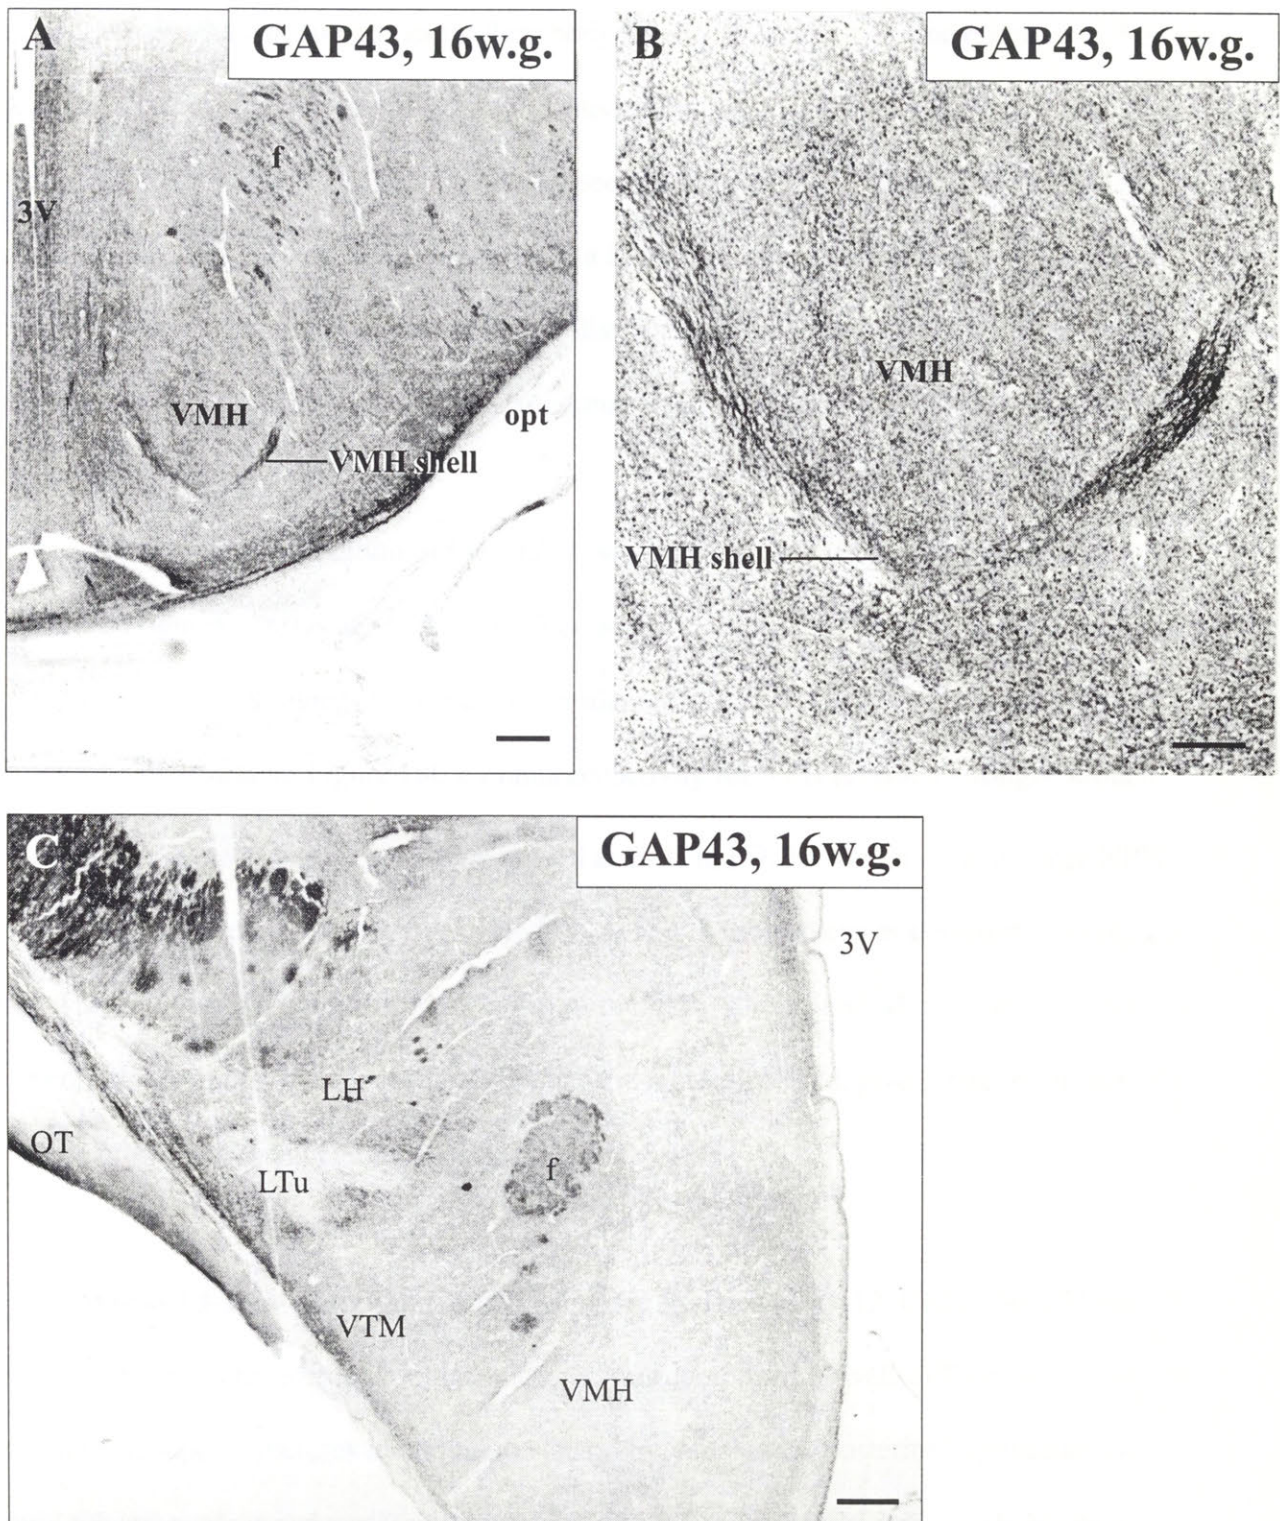 A
GAP43, 16w.g.
f
3V
VMH
opt
VMH shell
B
GAP43, 16w.g.
VMH
VMH shell
C
GAP43, 16w.g.
3V
LH
OT
LTu
f
VTM
VMH